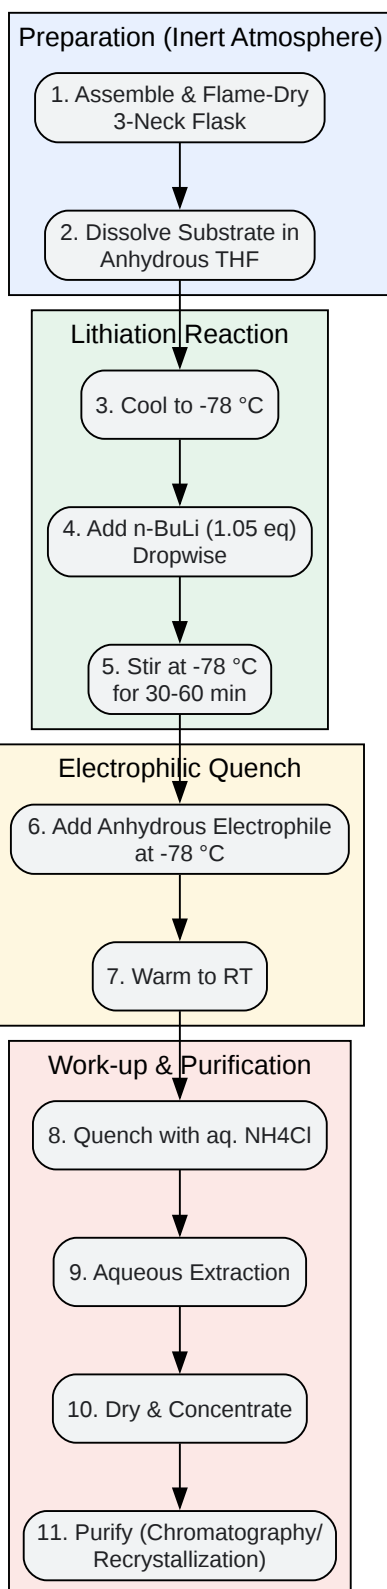 Preparation (Inert Atmosphere)
1. Assemble & Flame-Dry
3-Neck Flask
2. Dissolve Substrate in
Anhydrous THF
Lithiation Reaction
3. Cool to -78 °C
4. Add n-BuLi (1.05 eq)
Dropwise
5. Stir at -78 °C
for 30-60 min
Electrophilic Quench
6. Add Anhydrous Electrophile
at -78 °C
7. Warm to RT
Work-up & Purification
8. Quench with aq. NH4Cl
9. Aqueous Extraction
10. Dry & Concentrate
11. Purify (Chromatography/
Recrystallization)